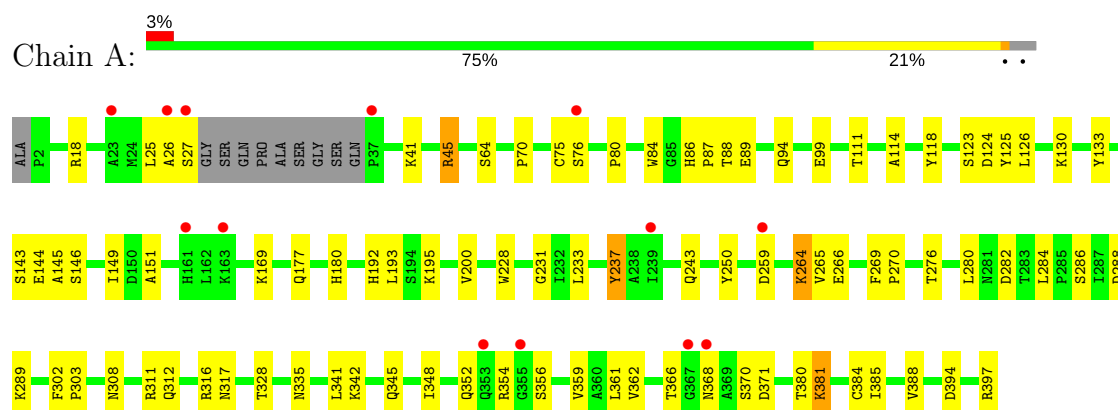 3%
Chain A:
75% 21% • •
ALA P2 R18 A23 M24 L25 A26 S27 GLY SER GLN PRO ALA SER GLY SER GLN P37 K41 R45 S64 P70 C75 S76 P80 W84 G85 H86 P87 T88 E89 Q94 E99 T111 A114 Y118 S123 D124 Y125 L126 K130 Y133
S143 E144 A145 S146 I149 D150 A151 H161 L162 K163 K169 Q177 H180 H192 L193 S194 K195 V200 W228 G231 I232 L233 Y237 A238 I239 Q243 Y250 D259 K264 V265 E266 F269 P270 T276 L280 N281 D282 T283 L284 P285 S286 I287
K289 F302 P303 N308 R311 Q312 R316 N317 T328 N335 L341 K342 Q345 I348 Q352 Q353 R354 G355 S356 V359 A360 L361 V362 T366 G367 N368 A369 S370 D371 T380 K381 C384 I385 V388 D394 R397